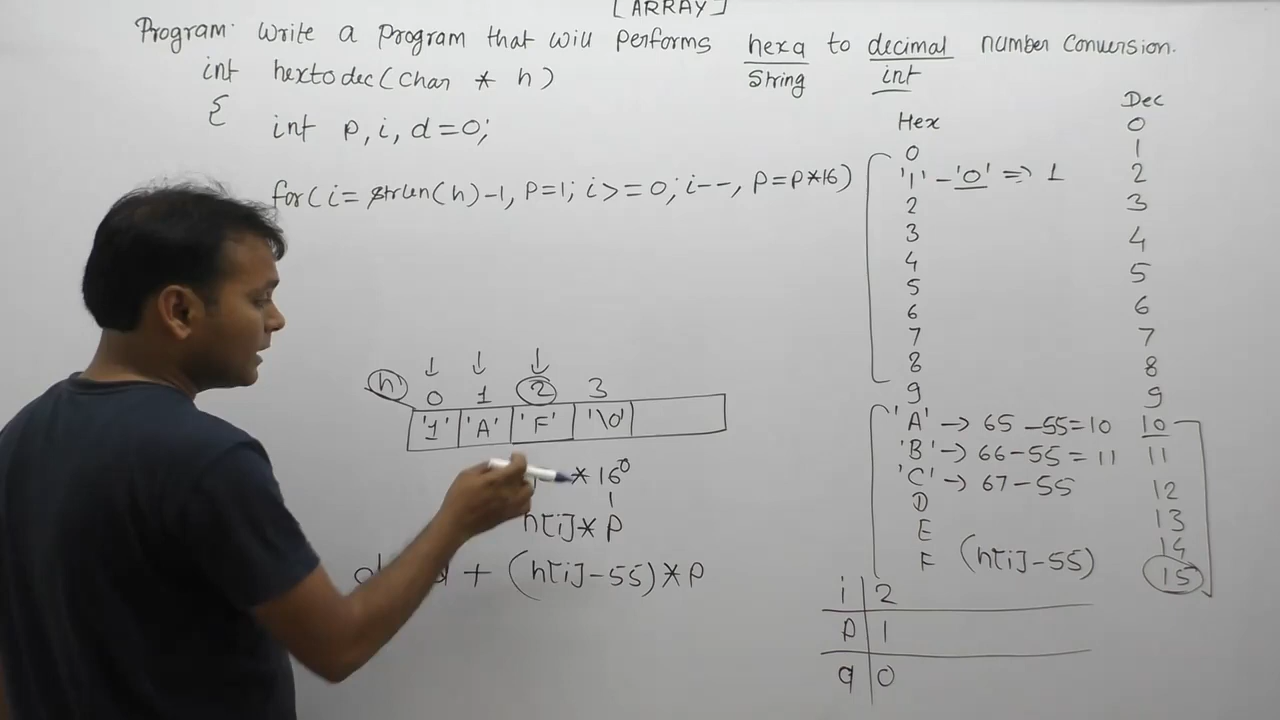 [ARRAY]
Program: Write a program that will performs hexa to decimal number conversion.
String int
int hextodec(char * h)
{
int p, i, d=0;
for(i= strlen(h)-1, p=1; i>=0; i--, p=p*16)
Hex Dec
0 0
'1' - '0' => 1 1
2 2
3 3
4 4
5 5
6 6
7 7
8 8
9 9
'A' -> 65 -55=10 10
'B' -> 66-55 = 11 11
'C' -> 67-55 12
D 13
E 14
F (h[i]-55) 15
h
0 1 2 3
'1' 'A' 'F' '\0'
* 16⁰
1
h[i]* p
+ (h[i]-55)*p
i 2
p 1
d 0